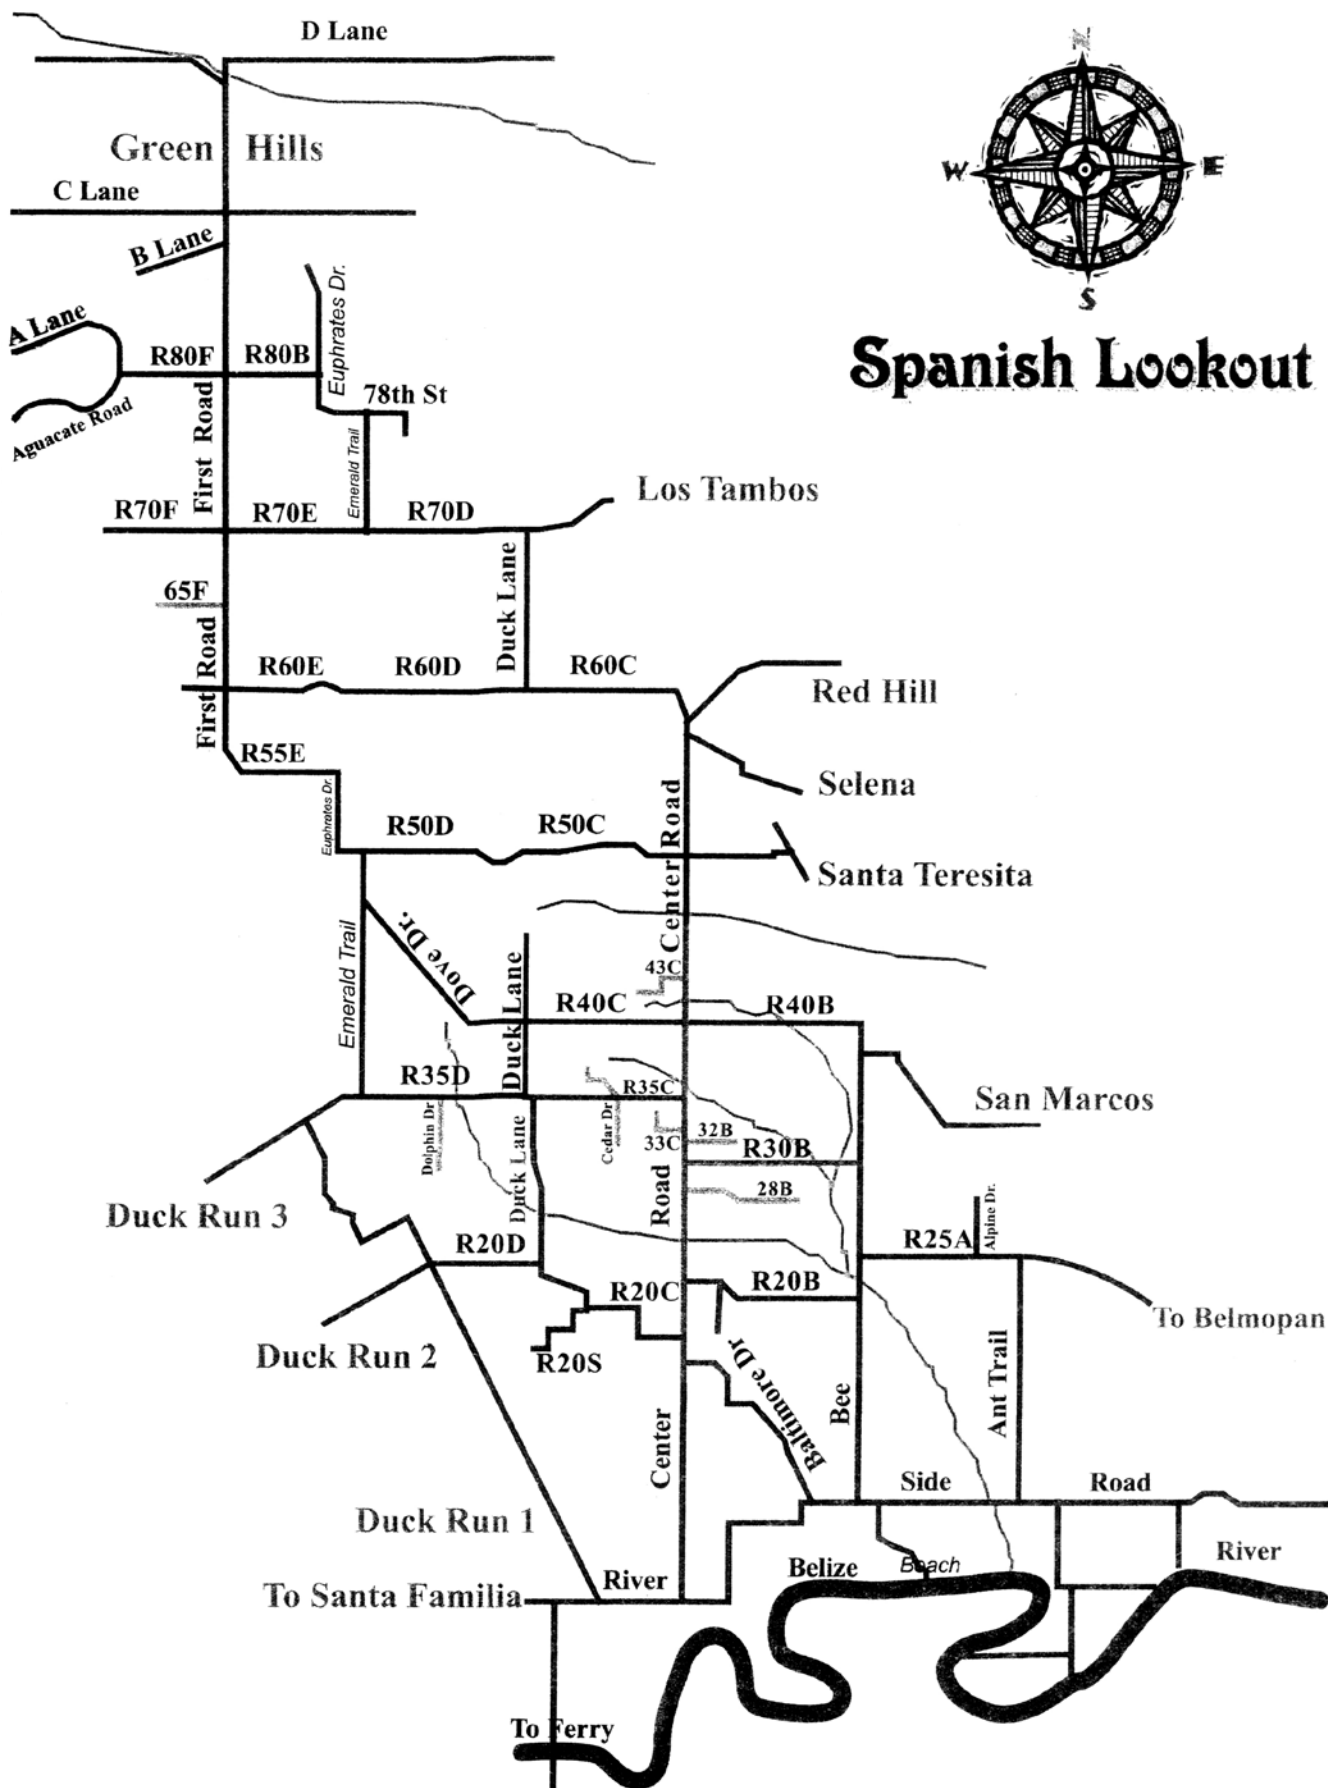 D Lane
N
Green Hills
W
E
C Lane
B Lane
S
Euphrates Dr.
A Lane
R80F
R80B
Spanish Lookout
78th St
Aguacate Road
First Road
Emerald Trail
Los Tambos
R70F
R70E
R70D
65F
Duck Lane
First Road
R60E
R60D
R60C
Red Hill
R55E
Selena
Euphrates Dr.
R50D
R50C
Center Road
Santa Teresita
Emerald Trail
Dove Dr.
43C
Duck Lane
R40C
R40B
R35D
R35C
San Marcos
Dolphin Dr
Cedar Dr
33C
32B
R30B
Duck Lane
28B
Road
Duck Run 3
R20D
R25A
Alpine Dr.
R20C
R20B
To Belmopan
Duck Run 2
R20S
Baltimore Dr
Bee
Ant Trail
Center
Side Road
Duck Run 1
River
Belize
Beach
River
To Santa Familia
To Ferry